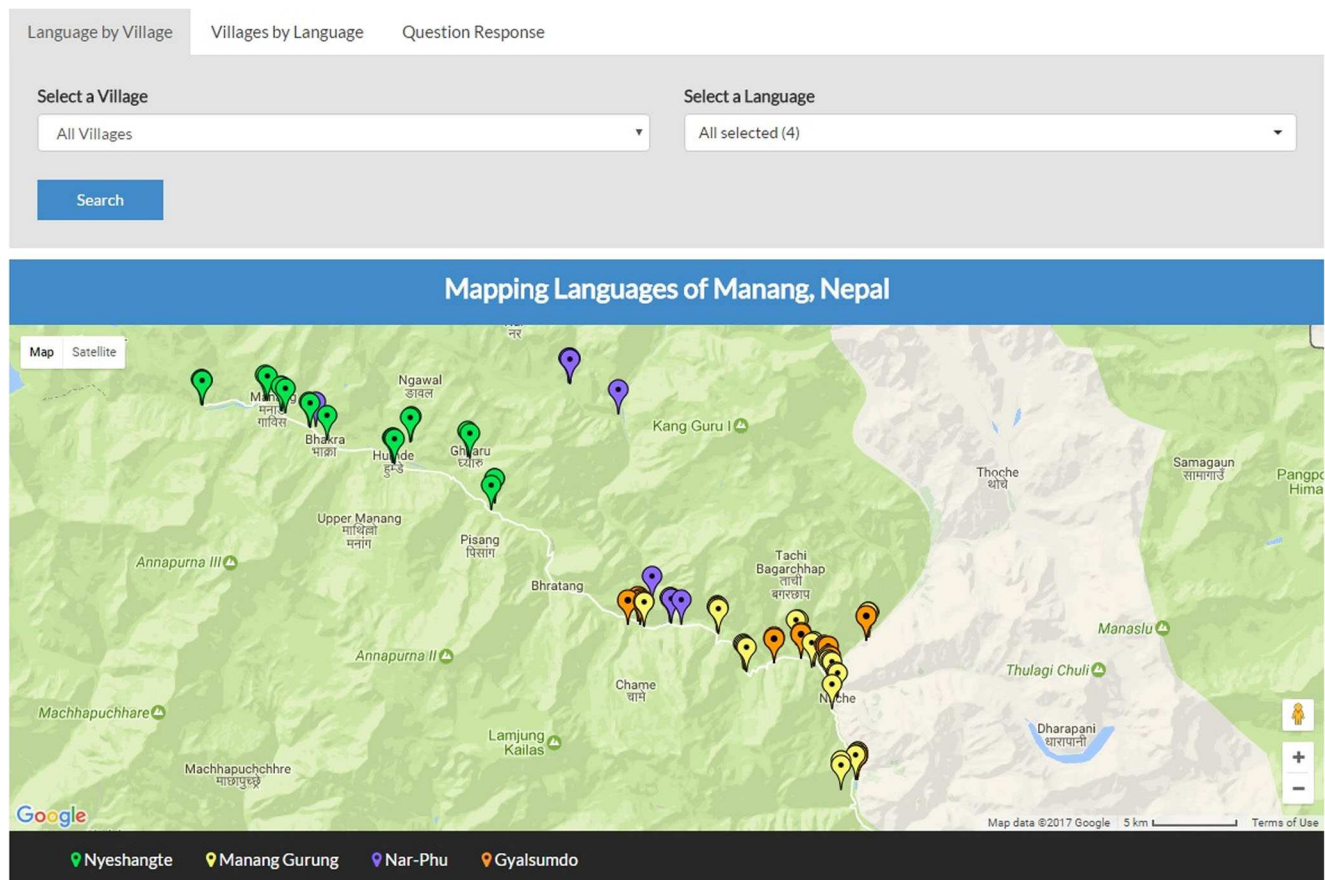 Language by Village
Villages by Language
Question Response
Select a Village
Select a Language
All Villages
All selected (4)
Search
Mapping Languages of Manang, Nepal
नर
Map
Satellite
Ngawal
ङावल
Kang Guru I
मनाङ
गाविस
Bhakra
भाक्रा
हुम्डे
घ्यारु
Thoche
थोचे
Samagaun
सामागाउँ
Hima
Upper Manang
माथिल्लो
मनांग
Pisang
पिसांग
Annapurna III
Bhratang
Tachi
Bagarchhap
ताची
बगरछाप
Annapurna II
Manaslu
Thulagi Chuli
Chame
चामे
Machhapuchhare
Lamjung
Kailas
Dharapani
धारापानी
Machhapuchchhre
माछापुच्छ्रे
Google
Map data ©2017 Google
5 km
Terms of Use
Nyeshangte
Manang Gurung
Nar-Phu
Gyalsumdo